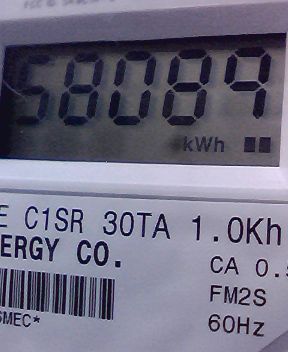 58089
kWh
E C1SR 30TA 1.0Kh
ERGY CO.
CA 0.
FM2S
SMEC*
60Hz